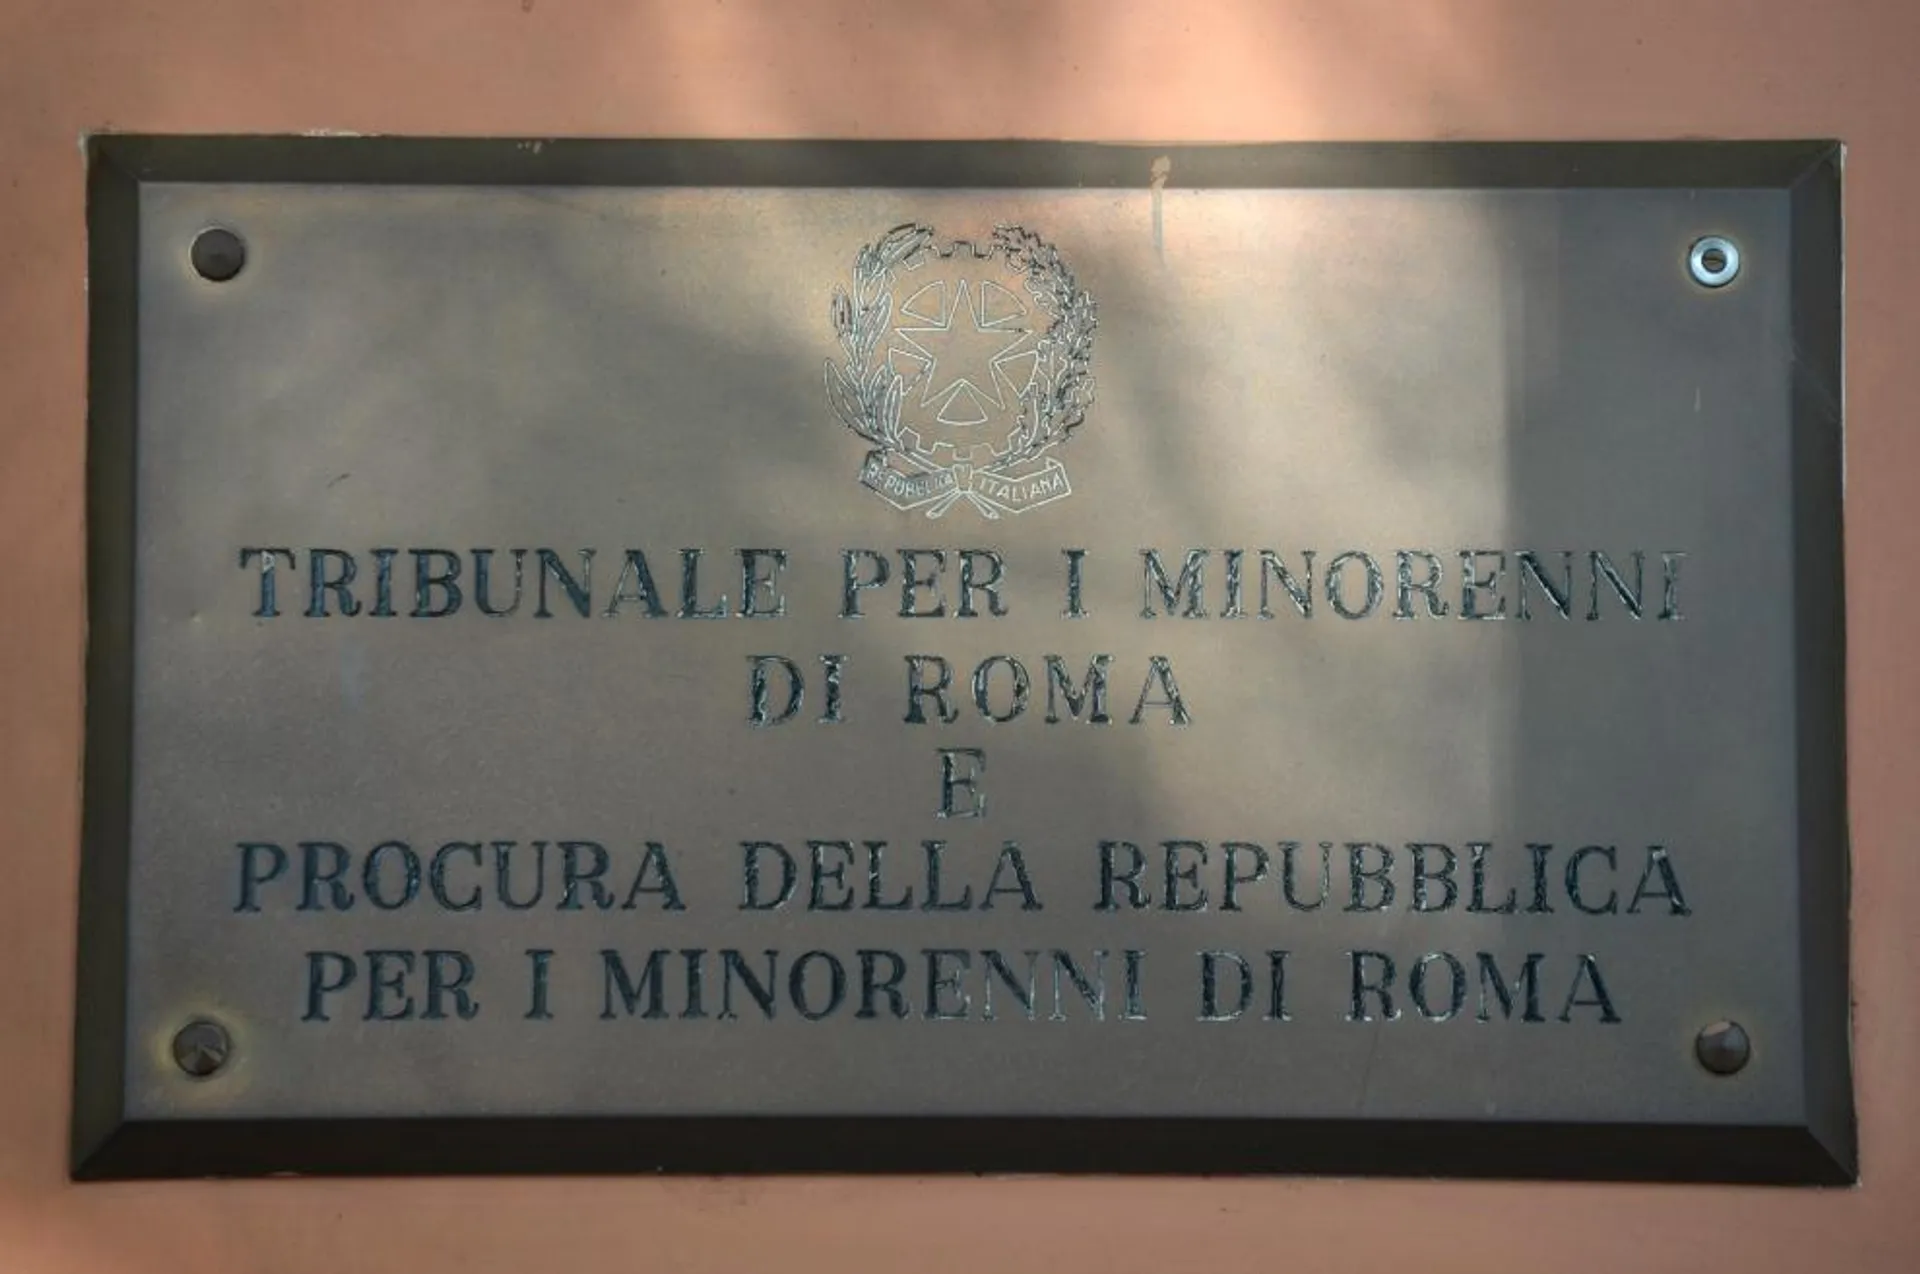 REPUBBLICA ITALIANA
TRIBUNALE PER I MINORENNI
DI ROMA
E
PROCURA DELLA REPUBBLICA
PER I MINORENNI DI ROMA